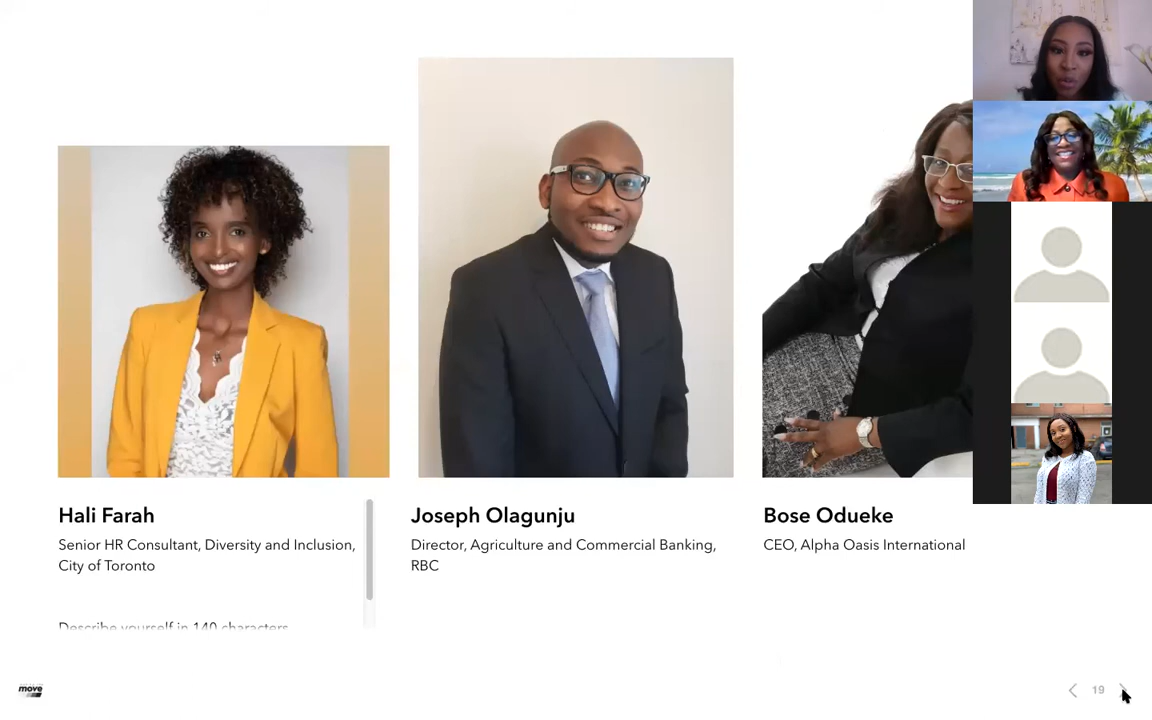 Hali Farah
Senior HR Consultant, Diversity and Inclusion,
City of Toronto
Describe yourself in 140 characters
Joseph Olagunju
Director, Agriculture and Commercial Banking,
RBC
Bose Odueke
CEO, Alpha Oasis International
move
19